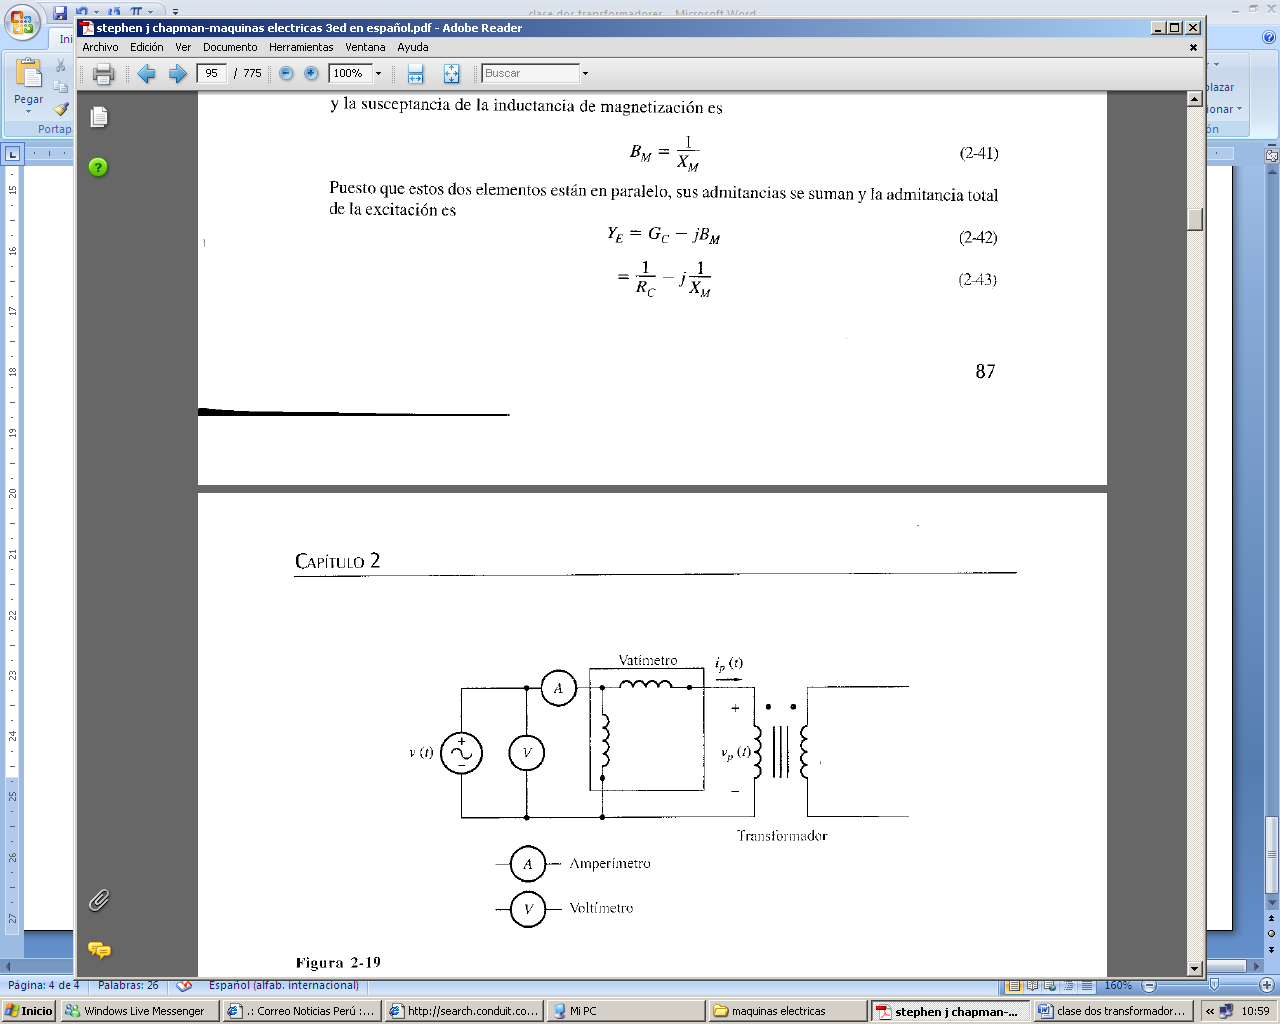 clase dos transformadores - Microsoft Word
stephen j chapman-maquinas electricas 3ed en español.pdf - Adobe Reader
Archivo Edición Ver Documento Herramientas Ventana Ayuda
95 / 775 100% Buscar
Pegar
y la susceptancia de la inductancia de magnetización es
B_M = 1/X_M (2-41)
Puesto que estos dos elementos están en paralelo, sus admitancias se suman y la admitancia total
de la excitación es
Y_E = G_C − jB_M (2-42)
= 1/R_C − j 1/X_M (2-43)
87
CAPÍTULO 2
Vatímetro
i_p (t)
A
v (t)
V
v_p (t)
Transformador
A Amperímetro
V Voltímetro
Figura 2-19
Página: 4 de 4 Palabras: 26 Español (alfab. internacional) 160%
Inicio Windows Live Messenger .: Correo Noticias Perú :... http://search.conduit.co... Mi PC maquinas electricas stephen j chapman-... clase dos transformador... 10:59